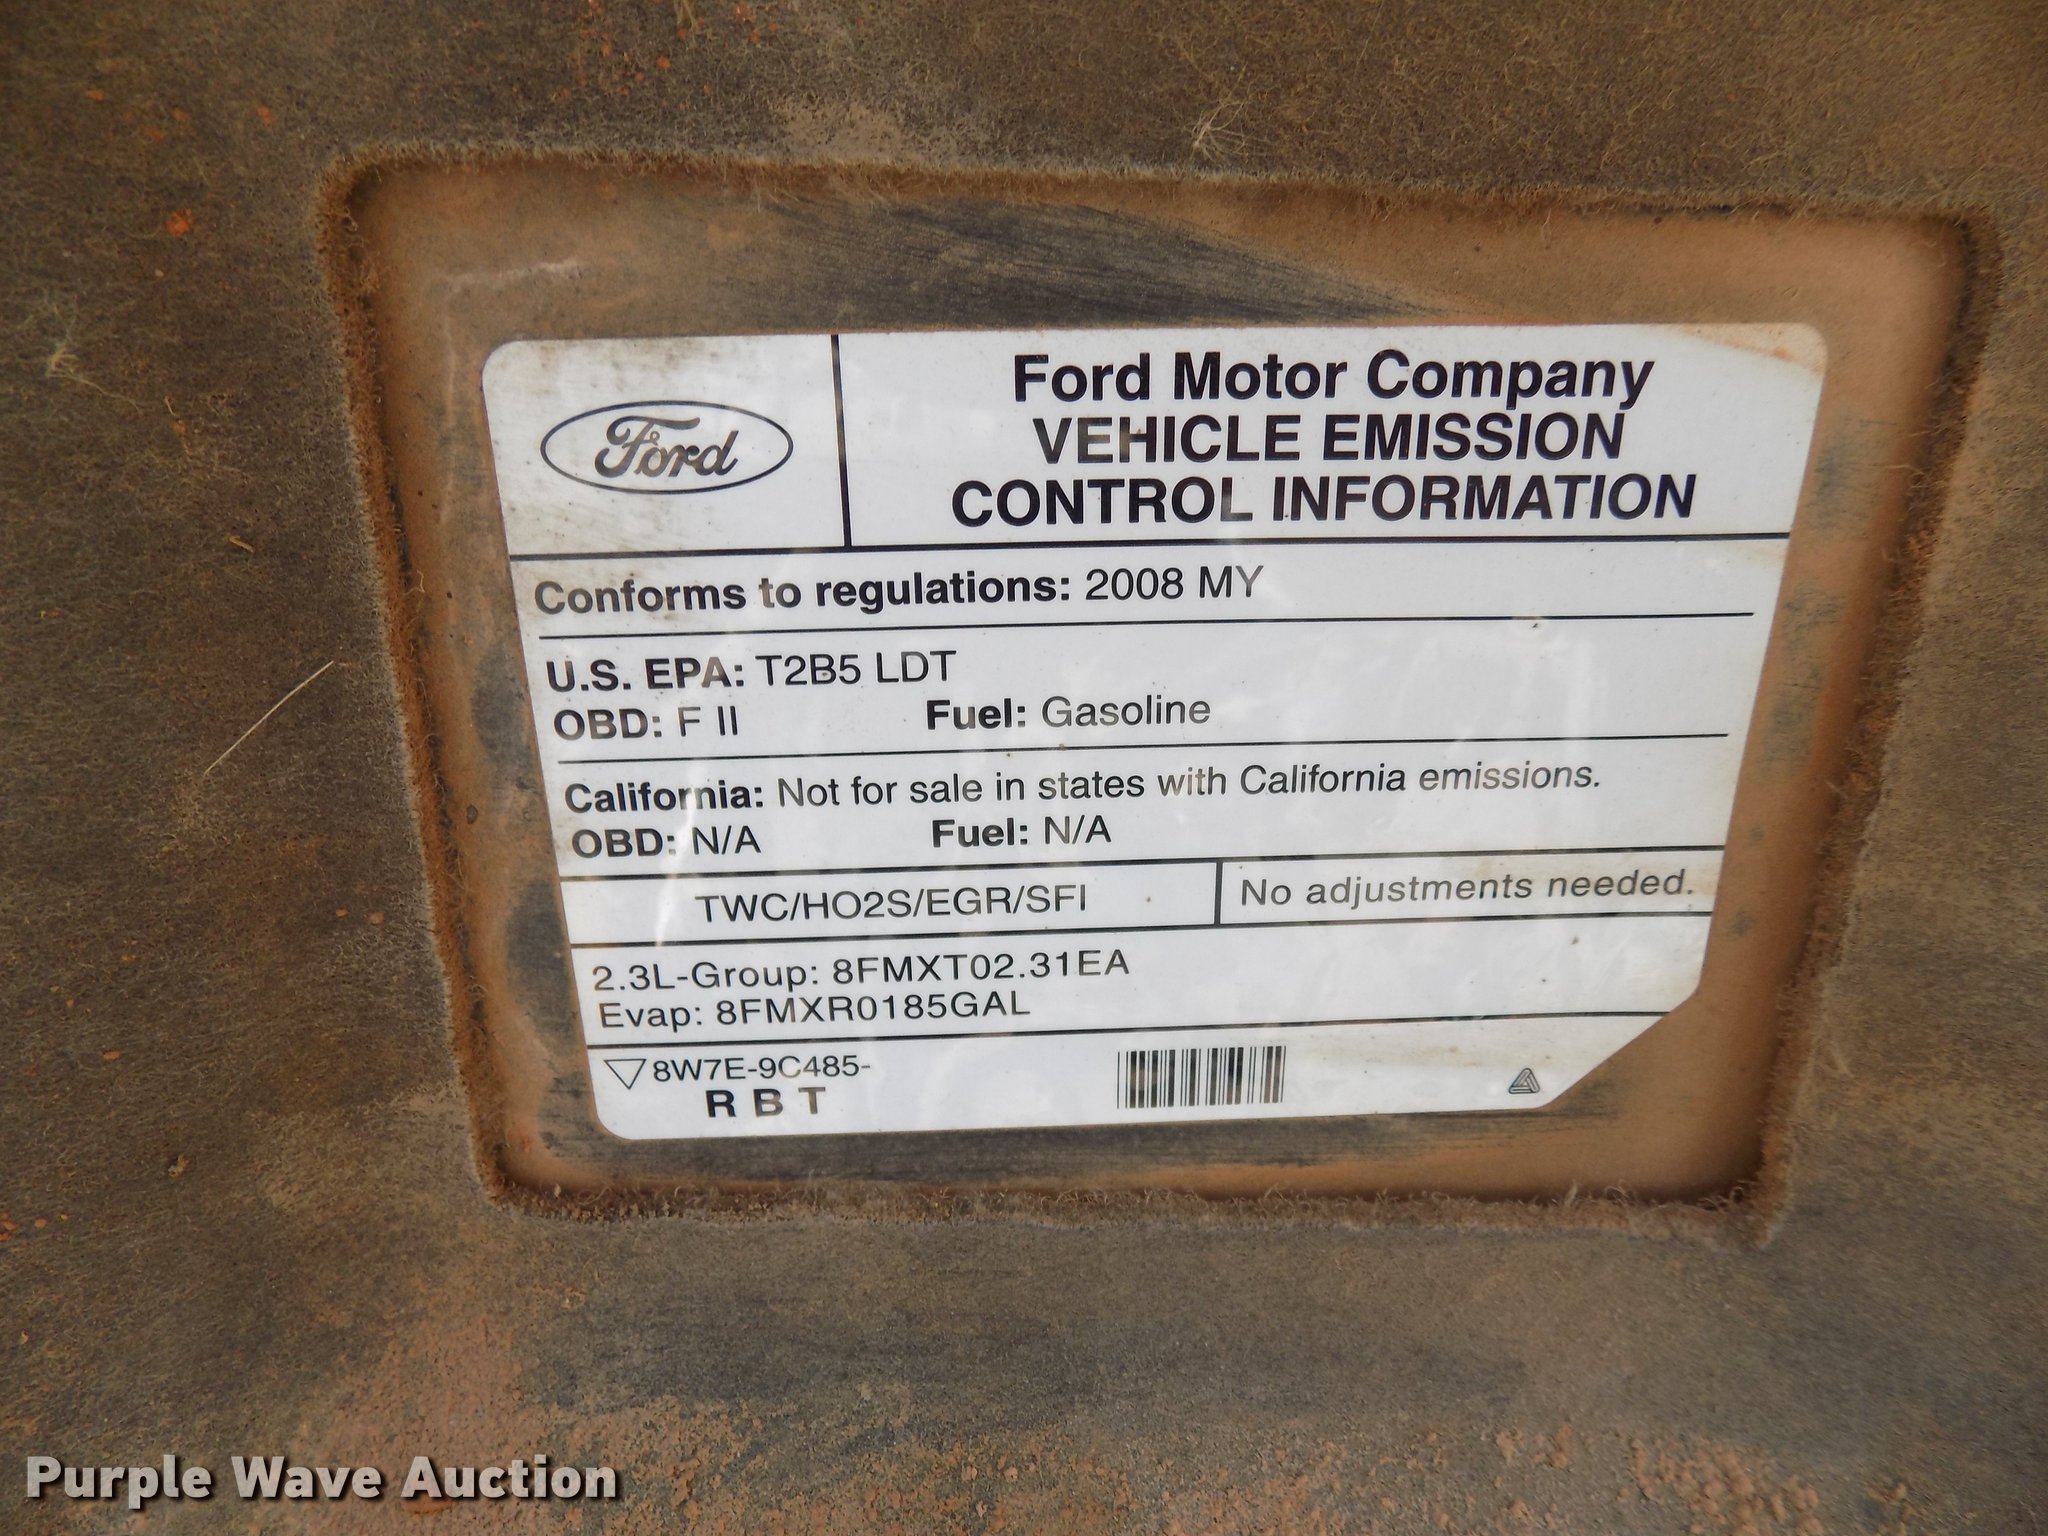 Ford
Ford Motor Company
VEHICLE EMISSION
CONTROL INFORMATION
Conforms to regulations: 2008 MY
U.S. EPA: T2B5 LDT
OBD: F II Fuel: Gasoline
California: Not for sale in states with California emissions.
OBD: N/A Fuel: N/A
TWC/HO2S/EGR/SFI No adjustments needed.
2.3L-Group: 8FMXT02.31EA
Evap: 8FMXR0185GAL
8W7E-9C485-
R B T
Purple Wave Auction